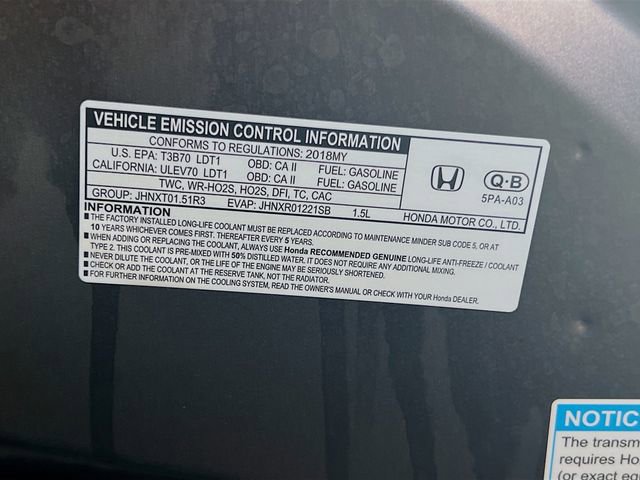 VEHICLE EMISSION CONTROL INFORMATION
CONFORMS TO REGULATIONS: 2018MY
U.S. EPA: T3B70 LDT1 OBD: CA II FUEL: GASOLINE
CALIFORNIA: ULEV70 LDT1 OBD: CA II FUEL: GASOLINE
TWC, WR-HO2S, HO2S, DFI, TC, CAC
GROUP: JHNXT01.51R3 EVAP: JHNXR01221SB 1.5L
Q·B
5PA-A03
HONDA MOTOR CO., LTD.
INFORMATION
■ THE FACTORY INSTALLED LONG-LIFE COOLANT MUST BE REPLACED ACCORDING TO MAINTENANCE MINDER SUB CODE 5, OR AT
10 YEARS WHICHEVER COMES FIRST. THEREAFTER EVERY 5 YEARS.
■ WHEN ADDING OR REPLACING THE COOLANT, ALWAYS USE Honda RECOMMENDED GENUINE LONG-LIFE ANTI-FREEZE / COOLANT
TYPE 2. THIS COOLANT IS PRE-MIXED WITH 50% DISTILLED WATER. IT DOES NOT REQUIRE ANY ADDITIONAL MIXING.
■ NEVER DILUTE THE COOLANT, OR THE LIFE OF THE ENGINE MAY BE SERIOUSLY SHORTENED.
■ CHECK OR ADD THE COOLANT AT THE RESERVE TANK, NOT THE RADIATOR.
■ FOR FURTHER INFORMATION ON THE COOLING SYSTEM, READ THE OWNER'S MANUAL OR CHECK WITH YOUR Honda DEALER.
NOTIC
The transm
requires Ho
(or exact eq